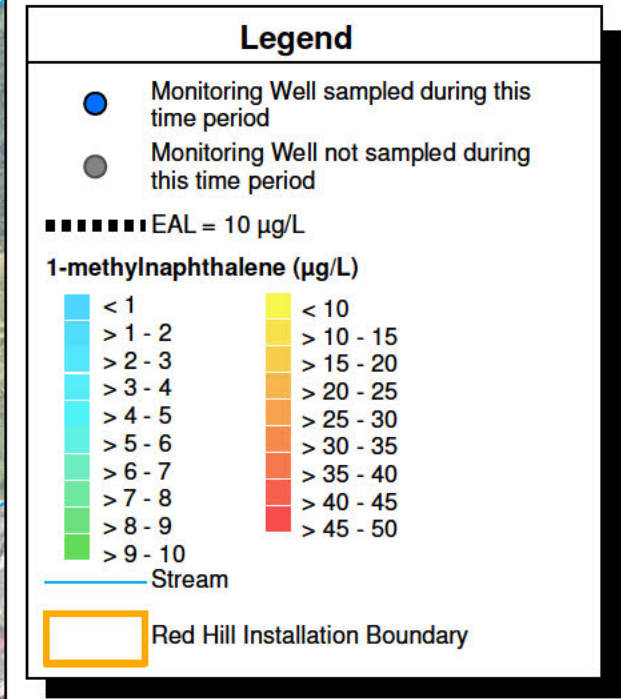 Legend
Monitoring Well sampled during this
time period
Monitoring Well not sampled during
this time period
EAL = 10 µg/L
1-methylnaphthalene (µg/L)
< 1
> 1 - 2
> 2 - 3
> 3 - 4
> 4 - 5
> 5 - 6
> 6 - 7
> 7 - 8
> 8 - 9
> 9 - 10
< 10
> 10 - 15
> 15 - 20
> 20 - 25
> 25 - 30
> 30 - 35
> 35 - 40
> 40 - 45
> 45 - 50
Stream
Red Hill Installation Boundary